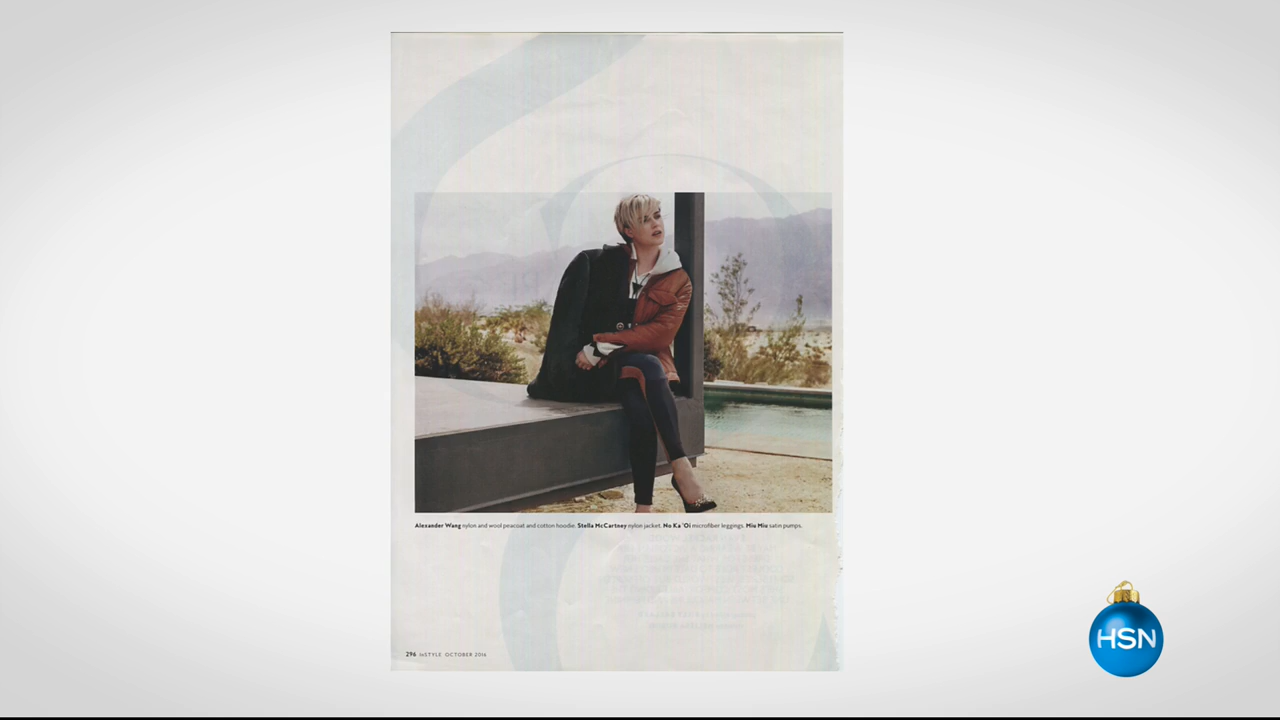 Alexander Wang nylon and wool peacoat and cotton hoodie. Stella McCartney nylon jacket. No Ka 'Oi microfiber leggings. Miu Miu satin pumps.
296 INSTYLE OCTOBER 2016
HSN